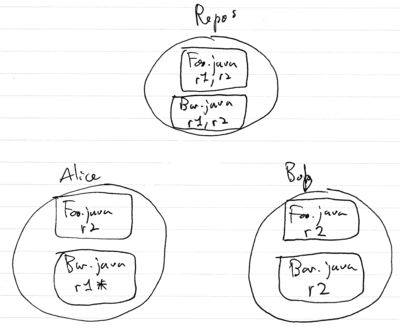 Repos
Foo.java
r1, r2
Bar.java
r1, r2
Alice
Foo.java
r2
Bar.java
r1*
Bob
Foo.java
r2
Bar.java
r2